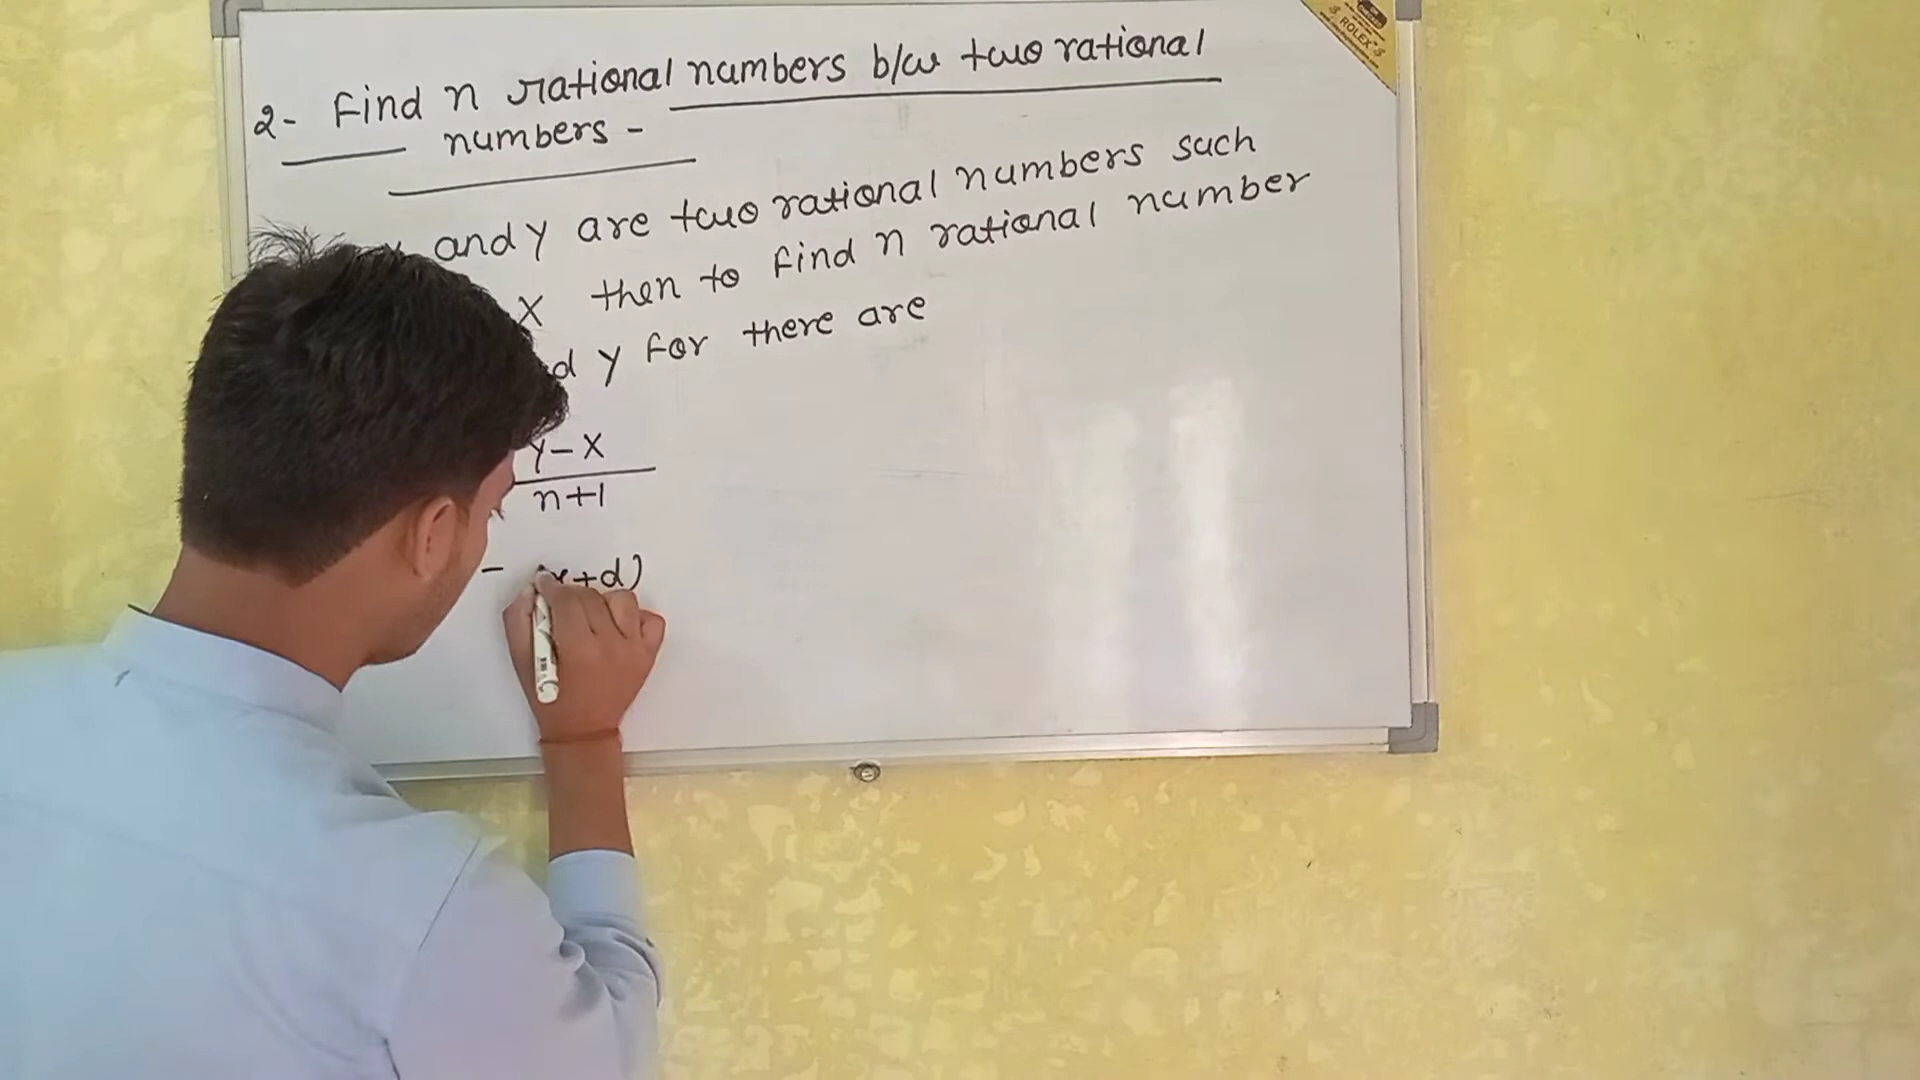 2- Find n rational numbers b/w two rational
numbers -
and y are two rational numbers such
x then to find n rational number
y for there are
y-x
n+1
- (x+d)
ROLEX